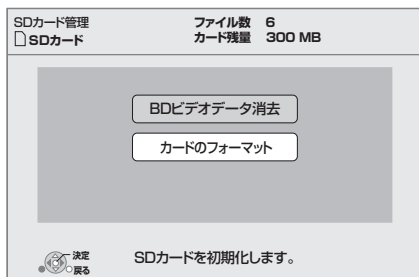 SDカード管理
SDカード
ファイル数 6
カード残量 300 MB
BDビデオデータ消去
カードのフォーマット
決定
戻る
SDカードを初期化します。